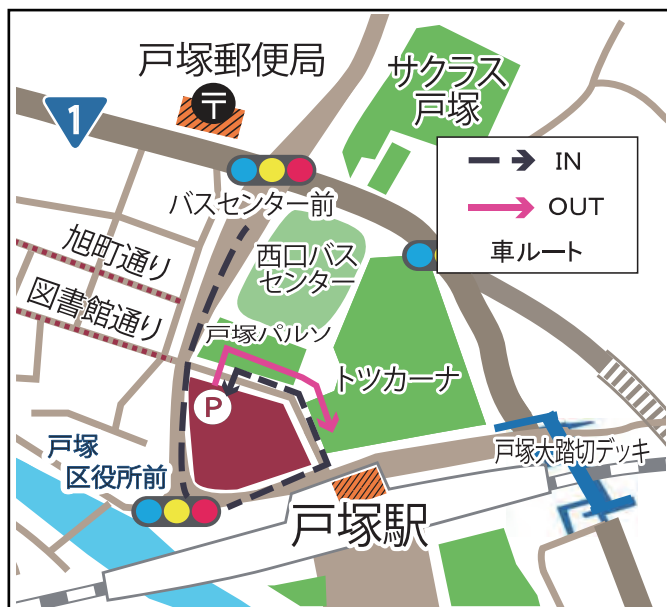 戸塚郵便局
〒
サクラス
戸塚
1
IN
OUT
車ルート
バスセンター前
旭町通り
西口バス
センター
図書館通り
戸塚パルソ
トツカーナ
P
戸塚
区役所前
戸塚大踏切デッキ
戸塚駅